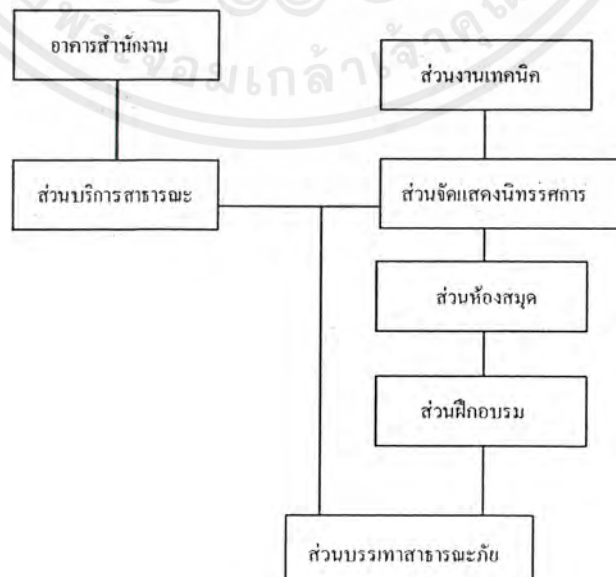 อาคารสำนักงาน
ส่วนงานเทคนิค
ส่วนบริการสาธารณะ
ส่วนจัดแสดงนิทรรศการ
ส่วนห้องสมุด
ส่วนฝึกอบรม
ส่วนบรรเทาสาธารณะภัย